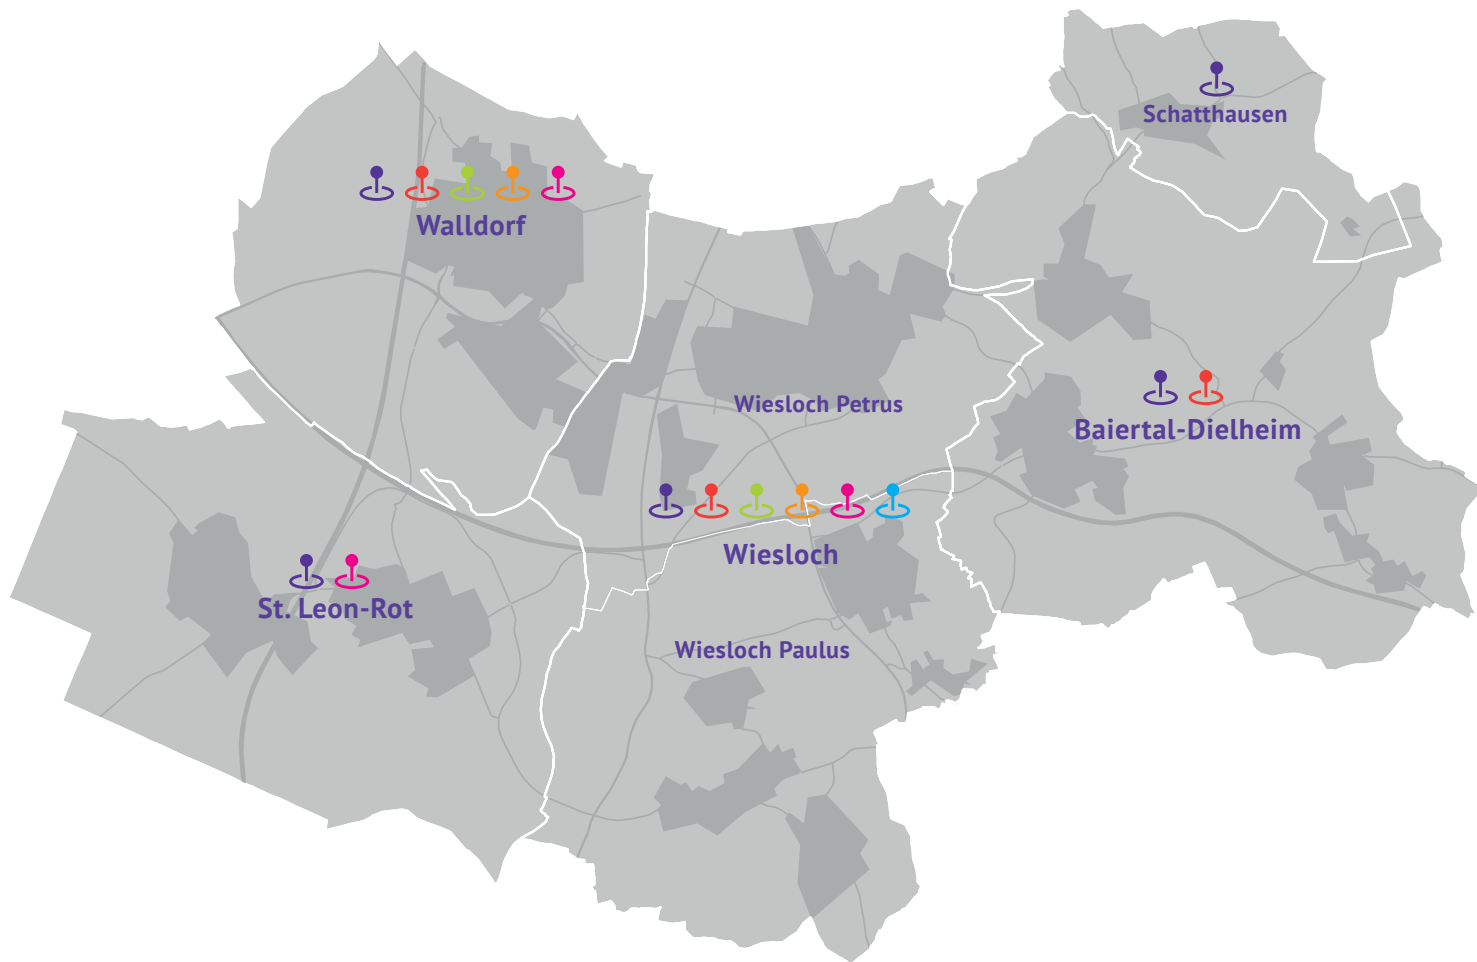 Schatthausen
Walldorf
Wiesloch Petrus
Baiertal-Dielheim
Wiesloch
St. Leon-Rot
Wiesloch Paulus